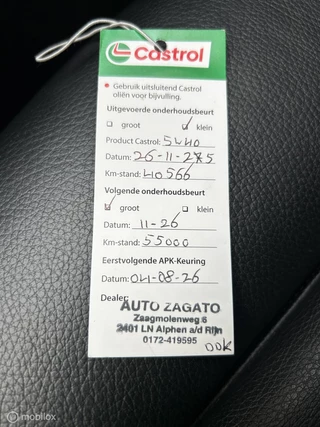 Castrol
Gebruik uitsluitend Castrol
oliën voor bijvulling.
Uitgevoerde onderhoudsbeurt
groot klein
Product Castrol: 5W40
Datum: 26-11-25
Km-stand: 40566
Volgende onderhoudsbeurt
groot klein
Datum: 11-26
Km-stand: 55000
Eerstvolgende APK-Keuring
Datum: 04-08-26
Dealer:
AUTO ZAGATO
Zaagmolenweg 6
2401 LN Alphen a/d Rijn
0172-419595
OOK
mobilox